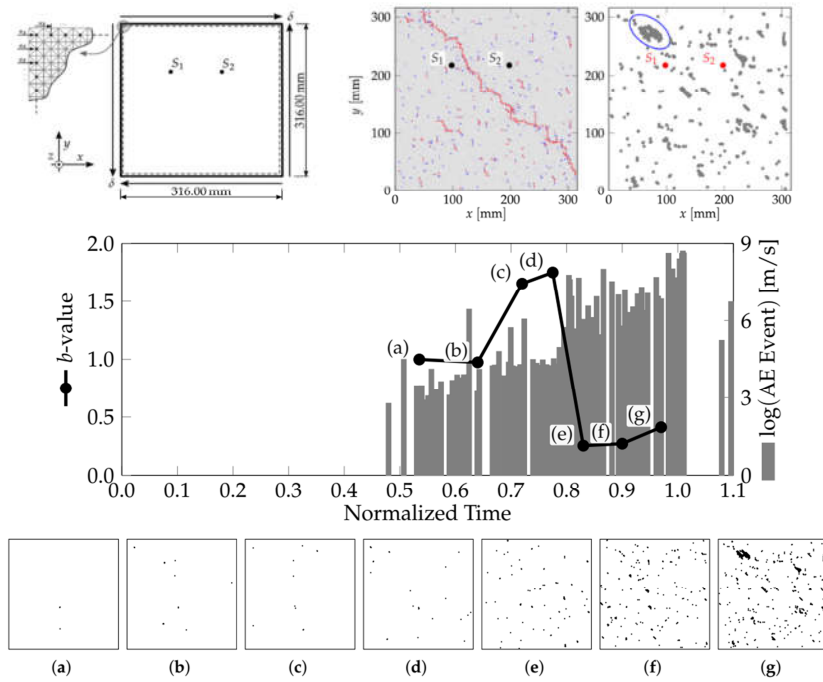 δ
S₁ S₂
316.00 mm
y
z x
δ δ
316.00 mm
300
200
100
0
y [mm]
S₁ S₂
0 100 200 300
x [mm]
300
200
100
0
S₁ S₂
0 100 200 300
x [mm]
2.0
1.5
1.0
0.5
0.0
b-value
(a) (b) (c) (d) (e) (f) (g)
9
6
3
0
log(AE Event) [m/s]
0.0 0.1 0.2 0.3 0.4 0.5 0.6 0.7 0.8 0.9 1.0 1.1
Normalized Time
(a) (b) (c) (d) (e) (f) (g)